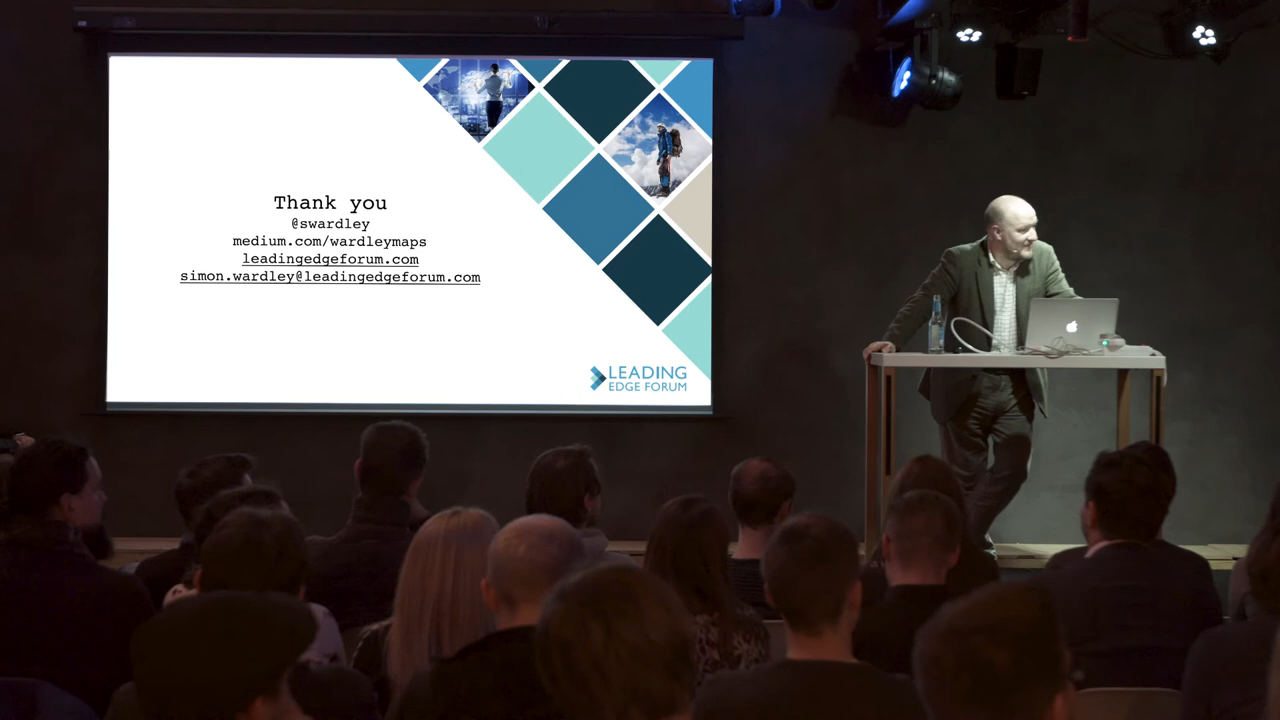 Thank you
@swardley
medium.com/wardleymaps
leadingedgeforum.com
simon.wardley@leadingedgeforum.com
LEADING
EDGE FORUM